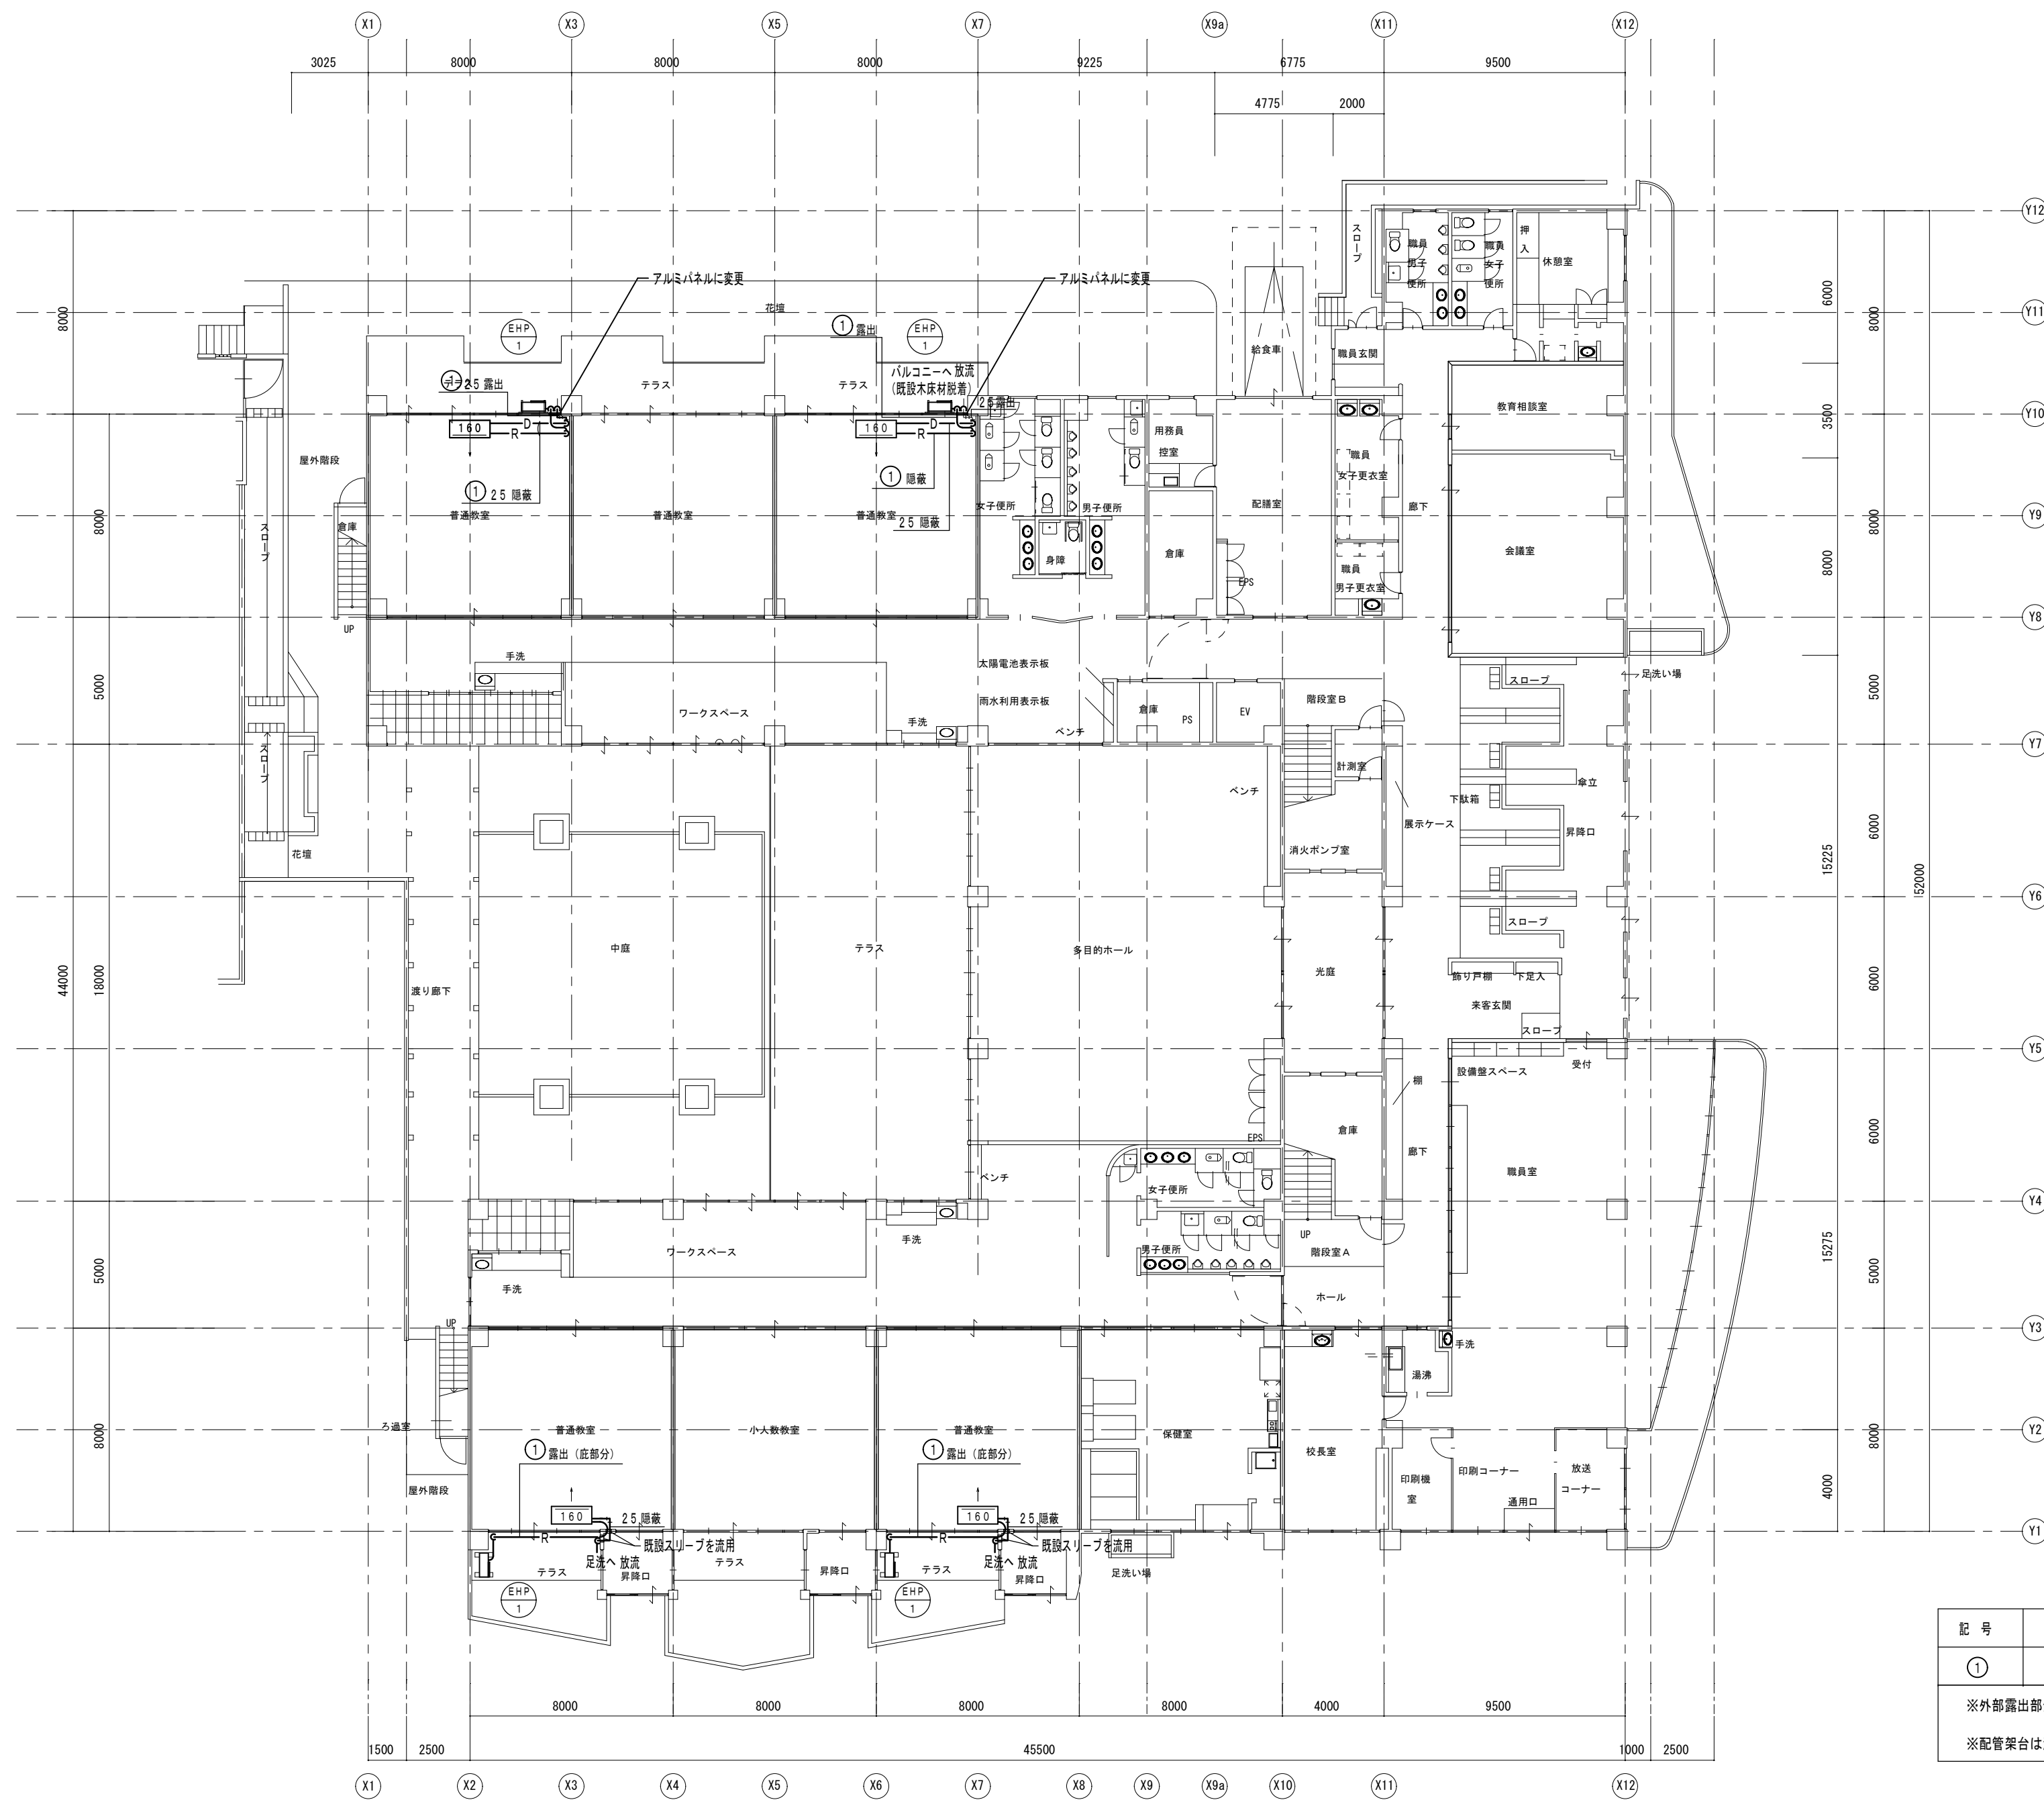 X1
X3
X5
X7
X9a
X11
X12
3025
8000
8000
8000
9225
6775
9500
4775
2000
Y12
Y11
Y10
Y9
Y8
Y7
Y6
Y5
Y4
Y3
Y2
Y1
スロープ
職員
男子
便所
職員
女子
便所
押
入
休憩室
アルミパネルに変更
アルミパネルに変更
花壇
EHP
1
① 露出
EHP
1
給食車
職員玄関
テラス
テラス
バルコニーへ 放流
(既設木床材脱着)
25 露出
25露出
160
D
R
160
D
R
教育相談室
屋外階段
用務員
控室
職員
女子更衣室
① 25 隠蔽
① 隠蔽
25 隠蔽
倉庫
普通教室
普通教室
普通教室
女子便所
男子便所
配膳室
廊下
会議室
身障
倉庫
EPS
職員
男子更衣室
スロープ
UP
手洗
太陽電池表示板
雨水利用表示板
ワークスペース
手洗
ベンチ
倉庫
PS
EV
階段室B
スロープ
足洗い場
スロープ
計測室
ベンチ
展示ケース
下駄箱
傘立
昇降口
消火ポンプ室
花壇
渡り廊下
中庭
テラス
多目的ホール
光庭
スロープ
飾り戸棚
下足入
来客玄関
スロープ
受付
設備盤スペース
棚
倉庫
EPS
廊下
職員室
ベンチ
女子便所
男子便所
UP
階段室A
ワークスペース
手洗
手洗
ホール
手洗
湯沸
UP
ろ過室
屋外階段
普通教室
小人数教室
普通教室
保健室
校長室
印刷機
室
印刷コーナー
通用口
放送
コーナー
① 露出（庇部分）
① 露出（庇部分）
160
25 隠蔽
160
25 隠蔽
R
R
既設スリーブを流用
既設スリーブを流用
足洗へ 放流
足洗へ 放流
テラス
昇降口
テラス
昇降口
テラス
昇降口
足洗い場
EHP
1
EHP
1
8000
8000
5000
44000
18000
5000
8000
6000
3500
8000
15225
15275
4000
8000
8000
5000
6000
6000
6000
5000
8000
52000
8000
8000
8000
8000
4000
9500
1500
2500
45500
1000
2500
X1
X2
X3
X4
X5
X6
X7
X8
X9
X9a
X10
X11
X12
記 号
①
※外部露出部
※配管架台は